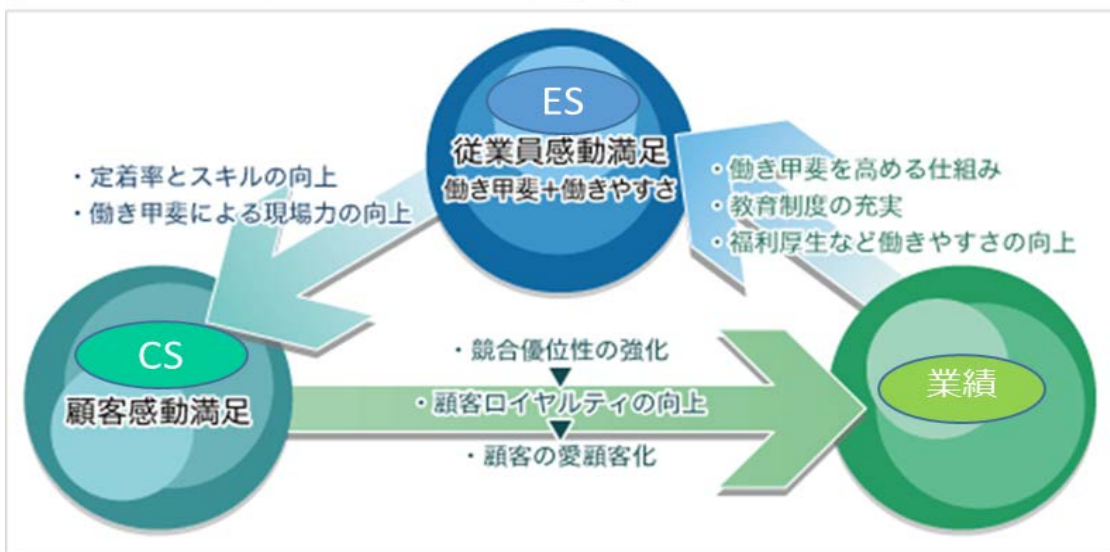 ES
従業員感動満足
働き甲斐+働きやすさ
・定着率とスキルの向上
・働き甲斐による現場力の向上
・働き甲斐を高める仕組み
・教育制度の充実
・福利厚生など働きやすさの向上
CS
顧客感動満足
・競合優位性の強化
・顧客ロイヤルティの向上
・顧客の愛顧客化
業績